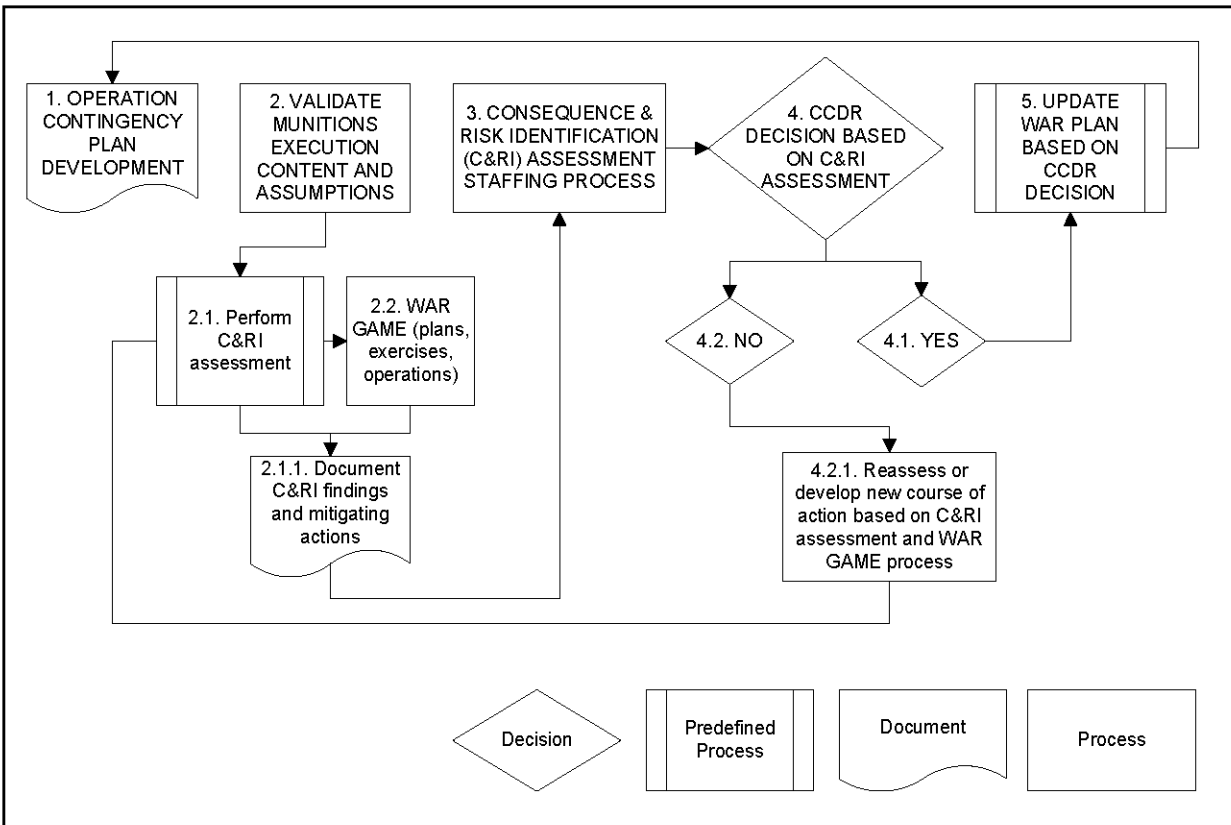 1. OPERATION
CONTINGENCY
PLAN
DEVELOPMENT
2. VALIDATE
MUNITIONS
EXECUTION
CONTENT AND
ASSUMPTIONS
3. CONSEQUENCE &
RISK IDENTIFICATION
(C&RI) ASSESSMENT
STAFFING PROCESS
4. CCDR
DECISION BASED
ON C&RI
ASSESSMENT
5. UPDATE
WAR PLAN
BASED ON
CCDR
DECISION
2.1. Perform
C&RI
assessment
2.2. WAR
GAME (plans,
exercises,
operations)
4.2. NO
4.1. YES
2.1.1. Document
C&RI findings
and mitigating
actions
4.2.1. Reassess or
develop new course of
action based on C&RI
assessment and WAR
GAME process
Decision
Predefined
Process
Document
Process